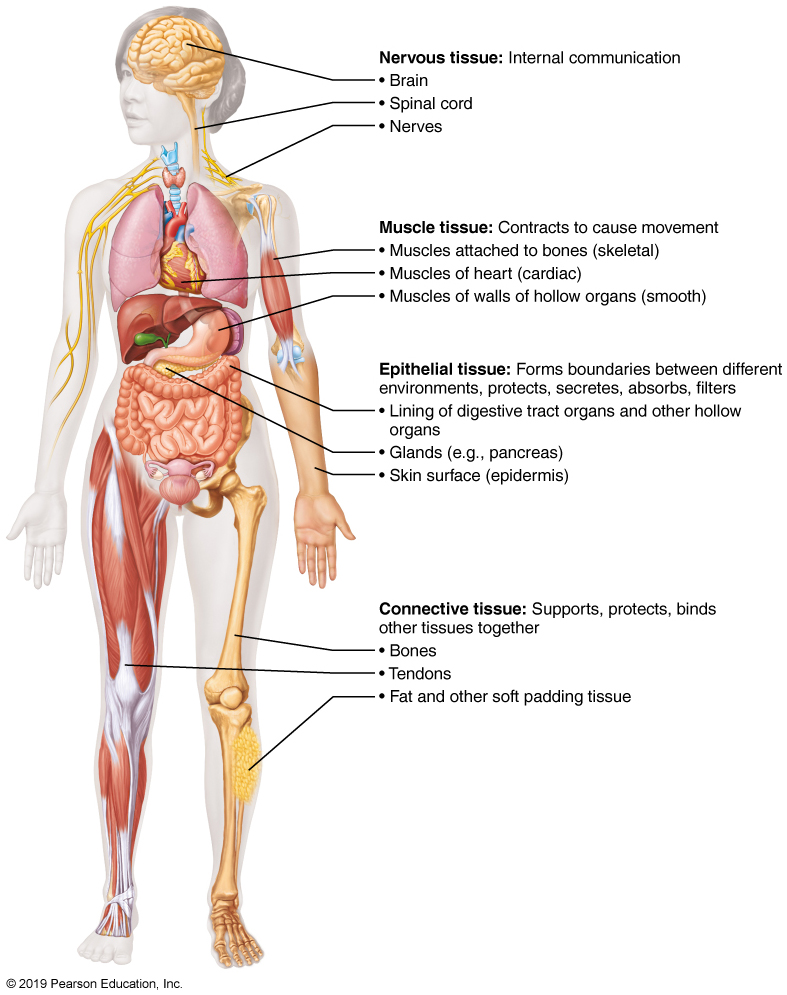 Nervous tissue: Internal communication
• Brain
• Spinal cord
• Nerves
Muscle tissue: Contracts to cause movement
• Muscles attached to bones (skeletal)
• Muscles of heart (cardiac)
• Muscles of walls of hollow organs (smooth)
Epithelial tissue: Forms boundaries between different
environments, protects, secretes, absorbs, filters
• Lining of digestive tract organs and other hollow
organs
• Glands (e.g., pancreas)
• Skin surface (epidermis)
Connective tissue: Supports, protects, binds
other tissues together
• Bones
• Tendons
• Fat and other soft padding tissue
© 2019 Pearson Education, Inc.